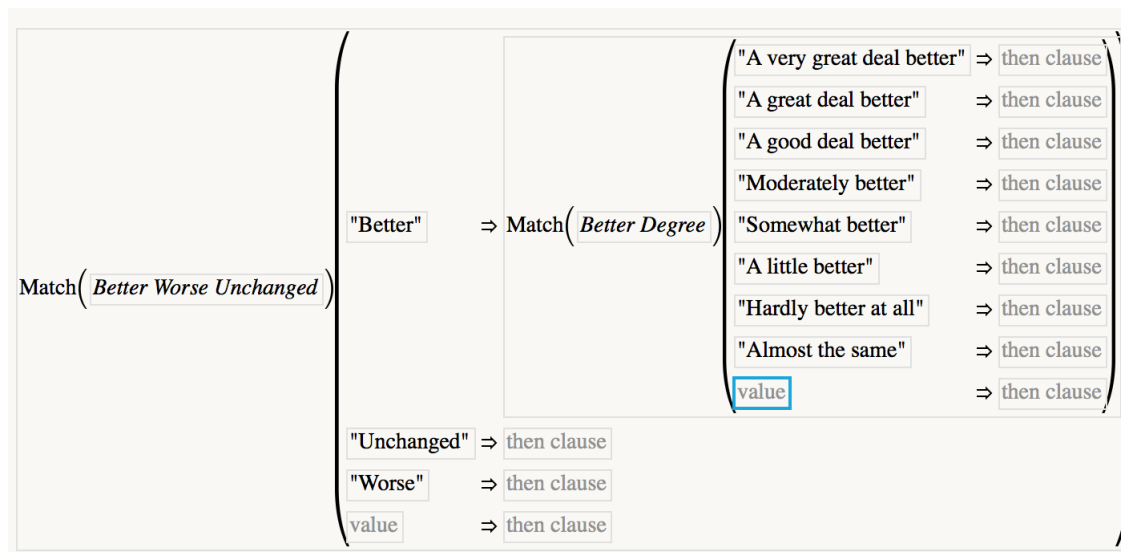 "A very great deal better" ⇒ then clause
"A great deal better" ⇒ then clause
"A good deal better" ⇒ then clause
"Moderately better" ⇒ then clause
"Better" ⇒ Match( Better Degree ) "Somewhat better" ⇒ then clause
"A little better" ⇒ then clause
Match( Better Worse Unchanged )
"Hardly better at all" ⇒ then clause
"Almost the same" ⇒ then clause
value ⇒ then clause
"Unchanged" ⇒ then clause
"Worse" ⇒ then clause
value ⇒ then clause